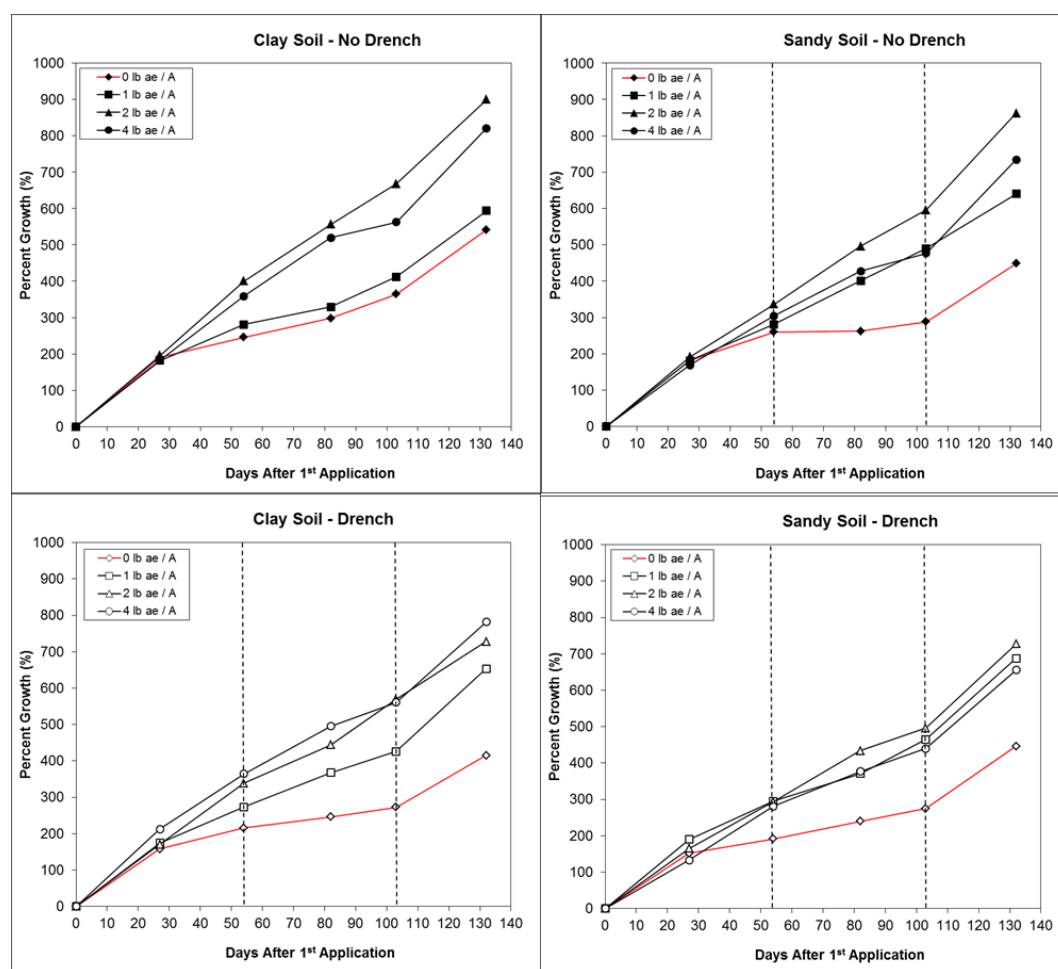 Clay Soil - No Drench
0 lb ae / A
1 lb ae / A
2 lb ae / A
4 lb ae / A
Percent Growth (%)
1000
900
800
700
600
500
400
300
200
100
0
0 10 20 30 40 50 60 70 80 90 100 110 120 130 140
Days After 1st Application
Sandy Soil - No Drench
0 lb ae / A
1 lb ae / A
2 lb ae / A
4 lb ae / A
Percent Growth (%)
1000
900
800
700
600
500
400
300
200
100
0
0 10 20 30 40 50 60 70 80 90 100 110 120 130 140
Days After 1st Application
Clay Soil - Drench
0 lb ae / A
1 lb ae / A
2 lb ae / A
4 lb ae / A
Percent Growth (%)
1000
900
800
700
600
500
400
300
200
100
0
0 10 20 30 40 50 60 70 80 90 100 110 120 130 140
Days After 1st Application
Sandy Soil - Drench
0 lb ae / A
1 lb ae / A
2 lb ae / A
4 lb ae / A
Percent Growth (%)
1000
900
800
700
600
500
400
300
200
100
0
0 10 20 30 40 50 60 70 80 90 100 110 120 130 140
Days After 1st Application